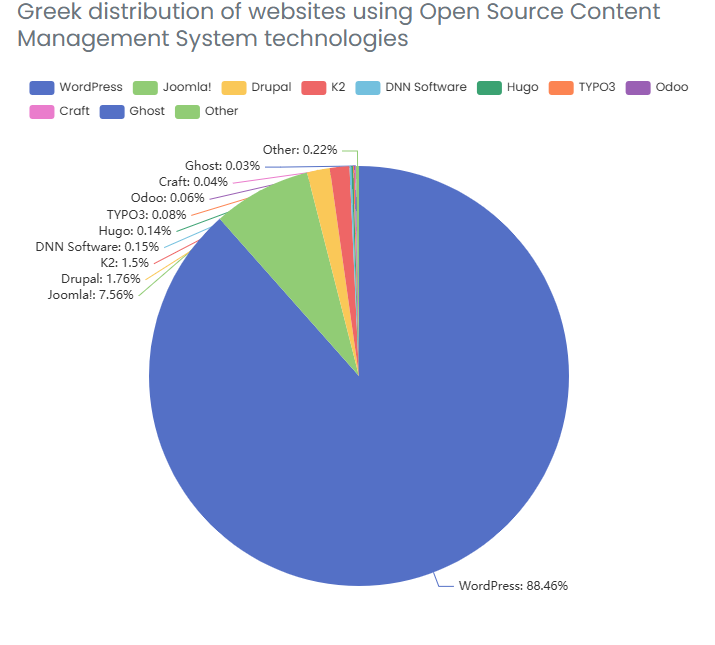 Greek distribution of websites using Open Source Content
Management System technologies
WordPress Joomla! Drupal K2 DNN Software Hugo TYPO3 Odoo
Craft Ghost Other
Other: 0.22%
Ghost: 0.03%
Craft: 0.04%
Odoo: 0.06%
TYPO3: 0.08%
Hugo: 0.14%
DNN Software: 0.15%
K2: 1.5%
Drupal: 1.76%
Joomla!: 7.56%
WordPress: 88.46%